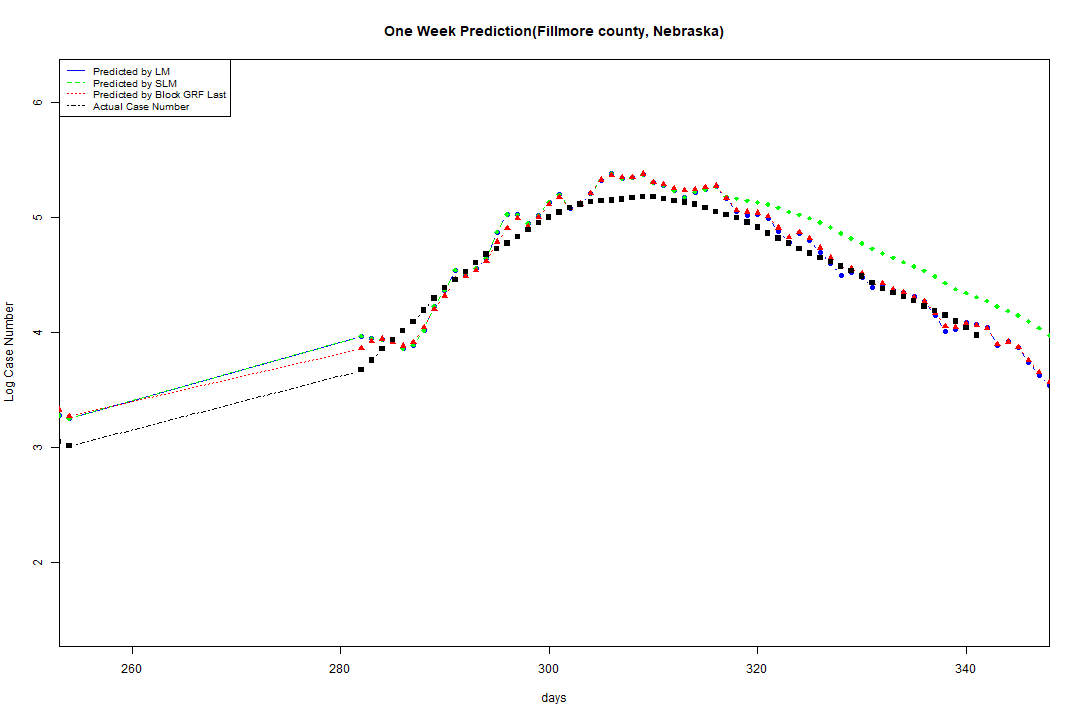 One Week Prediction(Fillmore county, Nebraska)
Predicted by LM
Predicted by SLM
Predicted by Block GRF Last
Actual Case Number
6
5
4
3
2
Log Case Number
260 280 300 320 340
days